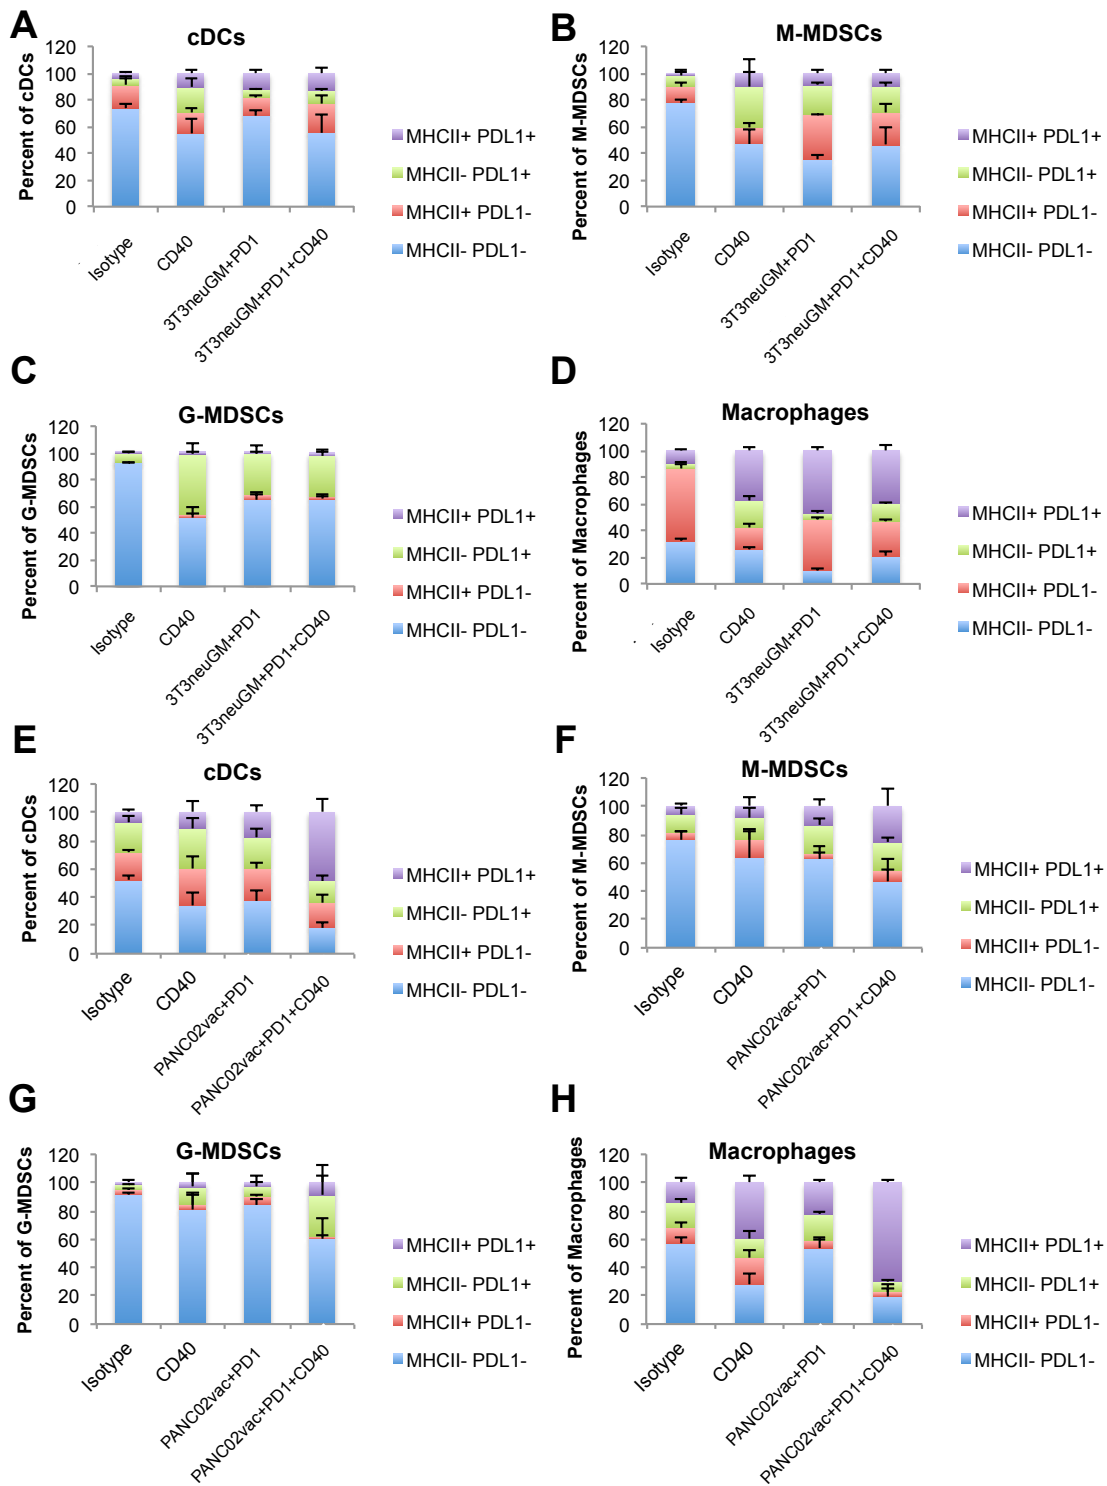 A
cDCs
Percent of cDCs
120
100
80
60
40
20
0
Isotype
CD40
3T3neuGM+PD1
3T3neuGM+PD1+CD40
MHCII+ PDL1+
MHCII- PDL1+
MHCII+ PDL1-
MHCII- PDL1-
B
M-MDSCs
Percent of M-MDSCs
120
100
80
60
40
20
0
Isotype
CD40
3T3neuGM+PD1
3T3neuGM+PD1+CD40
MHCII+ PDL1+
MHCII- PDL1+
MHCII+ PDL1-
MHCII- PDL1-
C
G-MDSCs
Percent of G-MDSCs
120
100
80
60
40
20
0
Isotype
CD40
3T3neuGM+PD1
3T3neuGM+PD1+CD40
MHCII+ PDL1+
MHCII- PDL1+
MHCII+ PDL1-
MHCII- PDL1-
D
Macrophages
Percent of Macrophages
120
100
80
60
40
20
0
Isotype
CD40
3T3neuGM+PD1
3T3neuGM+PD1+CD40
MHCII+ PDL1+
MHCII- PDL1+
MHCII+ PDL1-
MHCII- PDL1-
E
cDCs
Percent of cDCs
120
100
80
60
40
20
0
Isotype
CD40
PANC02vac+PD1
PANC02vac+PD1+CD40
MHCII+ PDL1+
MHCII- PDL1+
MHCII+ PDL1-
MHCII- PDL1-
F
M-MDSCs
Percent of M-MDSCs
120
100
80
60
40
20
0
Isotype
CD40
PANC02vac+PD1
PANC02vac+PD1+CD40
MHCII+ PDL1+
MHCII- PDL1+
MHCII+ PDL1-
MHCII- PDL1-
G
G-MDSCs
Percent of G-MDSCs
120
100
80
60
40
20
0
Isotype
CD40
PANC02vac+PD1
PANC02vac+PD1+CD40
MHCII+ PDL1+
MHCII- PDL1+
MHCII+ PDL1-
MHCII- PDL1-
H
Macrophages
Percent of Macrophages
120
100
80
60
40
20
0
Isotype
CD40
PANC02vac+PD1
PANC02vac+PD1+CD40
MHCII+ PDL1+
MHCII- PDL1+
MHCII+ PDL1-
MHCII- PDL1-